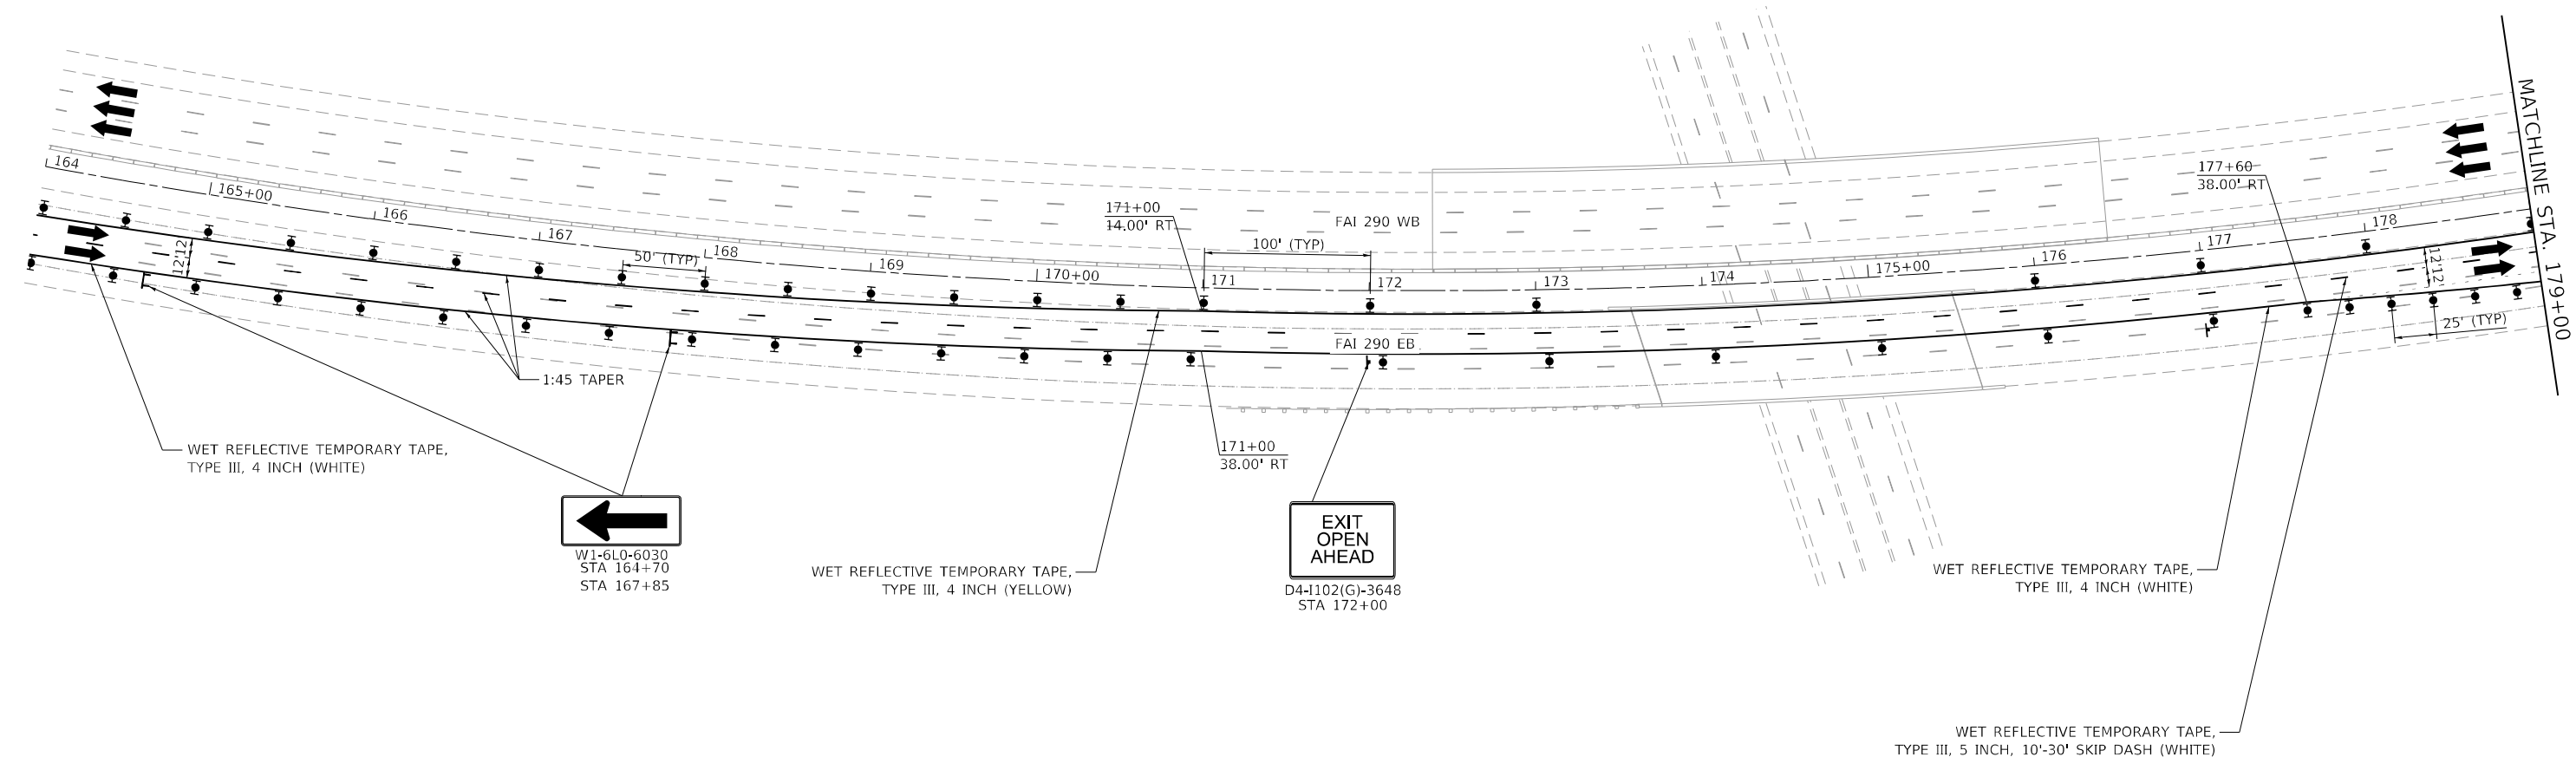 164
165+00
166
167
168
169
170+00
171
172
173
174
175+00
176
177
178
12'
12'
50' (TYP)
171+00
14.00' RT
100' (TYP)
FAI 290 WB
FAI 290 EB
177+60
38.00' RT
MATCHLINE STA. 179+00
12'
12'
25' (TYP)
1:45 TAPER
171+00
38.00' RT
WET REFLECTIVE TEMPORARY TAPE,
TYPE III, 4 INCH (WHITE)
W1-6L0-6030
STA 164+70
STA 167+85
WET REFLECTIVE TEMPORARY TAPE,
TYPE III, 4 INCH (YELLOW)
EXIT
OPEN
AHEAD
D4-I102(G)-3648
STA 172+00
WET REFLECTIVE TEMPORARY TAPE,
TYPE III, 4 INCH (WHITE)
WET REFLECTIVE TEMPORARY TAPE,
TYPE III, 5 INCH, 10'-30' SKIP DASH (WHITE)